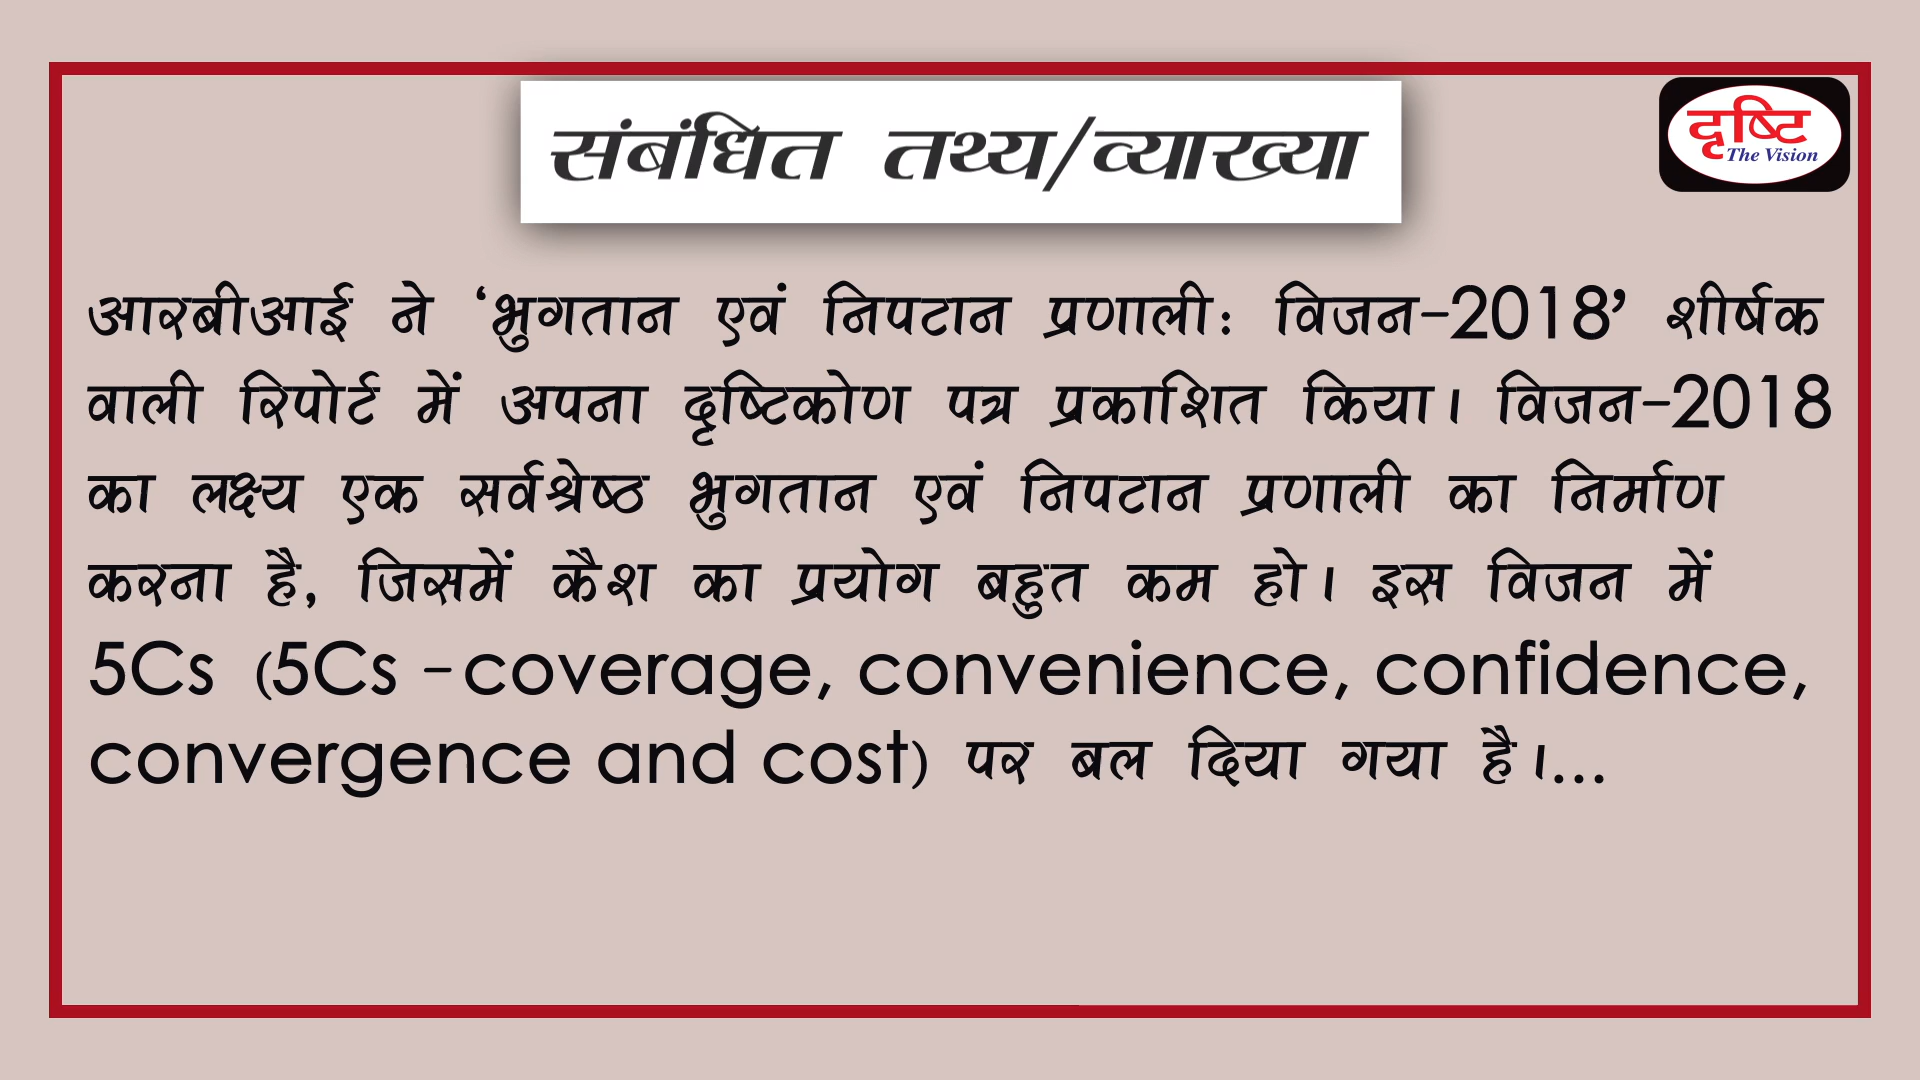 संबंधित तथ्य/व्याख्या
दृष्टि
The Vision
आरबीआई ने ‘भुगतान एवं निपटान प्रणाली: विजन-2018’ शीर्षक
वाली रिपोर्ट में अपना दृष्टिकोण पत्र प्रकाशित किया। विजन-2018
का लक्ष्य एक सर्वश्रेष्ठ भुगतान एवं निपटान प्रणाली का निर्माण
करना है, जिसमें कैश का प्रयोग बहुत कम हो। इस विजन में
5Cs (5Cs -coverage, convenience, confidence,
convergence and cost) पर बल दिया गया है।...